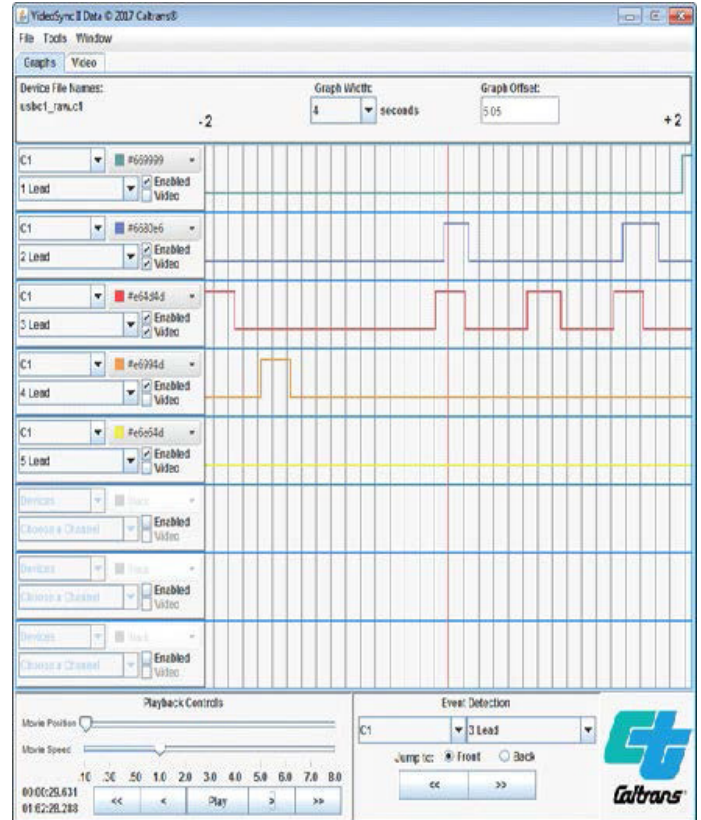 VideoSync II Data © 2017 Caltrans®
File Tools Window
Graphs Video
Device File Names:
usbc1_raw.c1
Graph Width:
4 seconds
Graph Offset:
5.05
-2
+2
C1 #669999
1 Lead Enabled
Video
C1 #6680e6
2 Lead Enabled
Video
C1 #e64d4d
3 Lead Enabled
Video
C1 #e6994d
4 Lead Enabled
Video
C1 #e6e64d
5 Lead Enabled
Video
Devices
Choose a Channel Enabled
Video
Devices
Choose a Channel Enabled
Video
Devices
Choose a Channel Enabled
Video
Playback Controls
Movie Position
Movie Speed
.10 .30 .50 1.0 2.0 3.0 4.0 5.0 6.0 7.0 8.0
00:00:29.631
01:62:28.288
<< < Play > >>
Event Detection
C1 3 Lead
Jump to: Front Back
<< >>
Caltrans